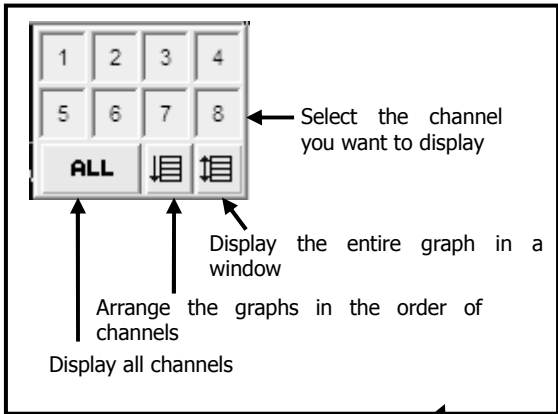 1 2 3 4
5 6 7 8
ALL
Select the channel
you want to display
Display the entire graph in a
window
Arrange the graphs in the order of
channels
Display all channels